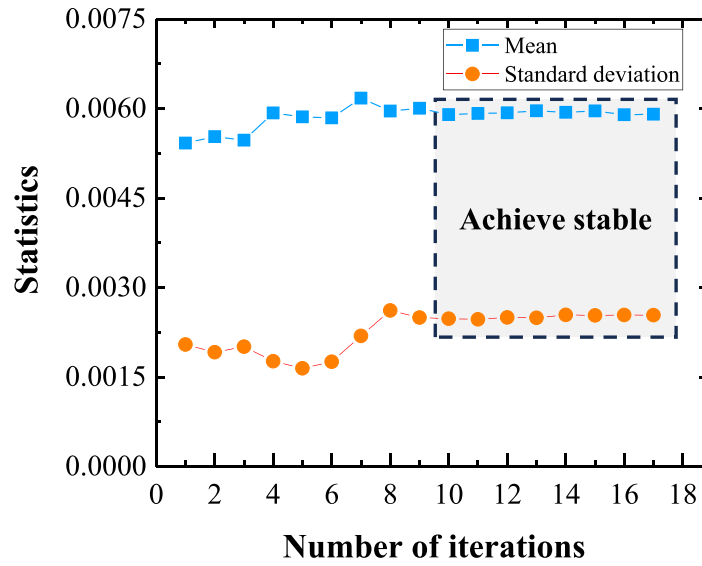 0.0075
0.0060
0.0045
0.0030
0.0015
0.0000
Statistics
Mean
Standard deviation
Achieve stable
0 2 4 6 8 10 12 14 16 18
Number of iterations